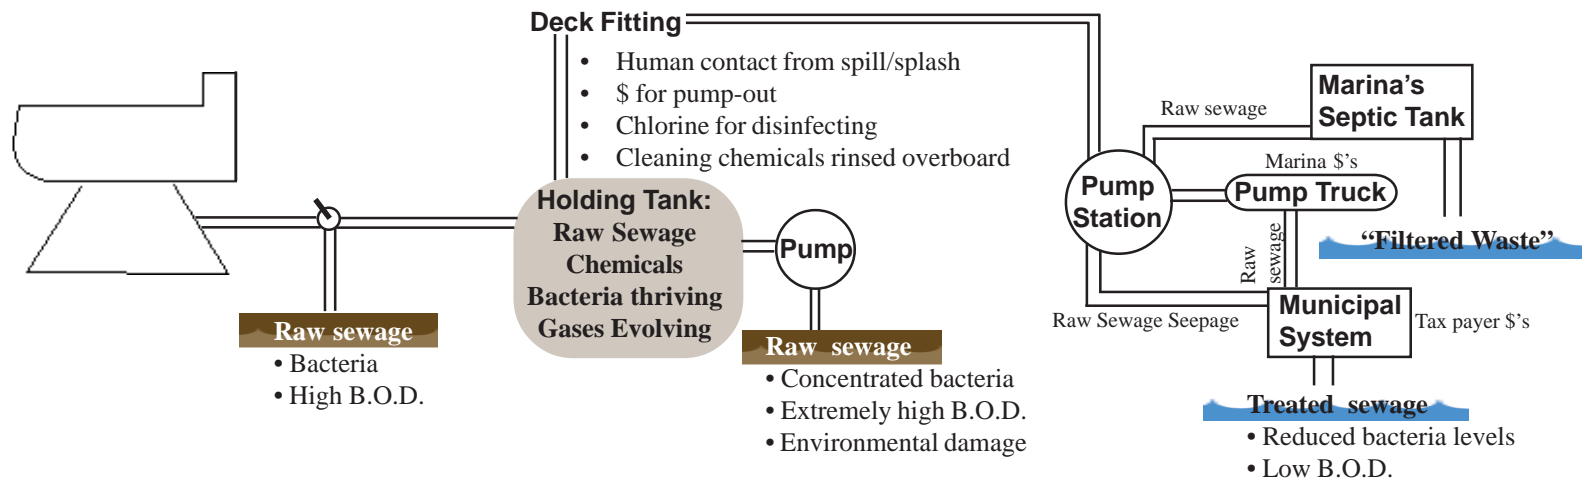 Deck Fitting
• Human contact from spill/splash
• $ for pump-out
• Chlorine for disinfecting
• Cleaning chemicals rinsed overboard
Holding Tank:
Raw Sewage
Chemicals
Bacteria thriving
Gases Evolving
Pump
Raw sewage
• Bacteria
• High B.O.D.
Raw sewage
• Concentrated bacteria
• Extremely high B.O.D.
• Environmental damage
Pump
Station
Raw sewage
Marina's
Septic Tank
Marina $'s
Pump Truck
“Filtered Waste”
Raw
sewage
Raw Sewage Seepage
Municipal
System
Tax payer $'s
Treated sewage
• Reduced bacteria levels
• Low B.O.D.